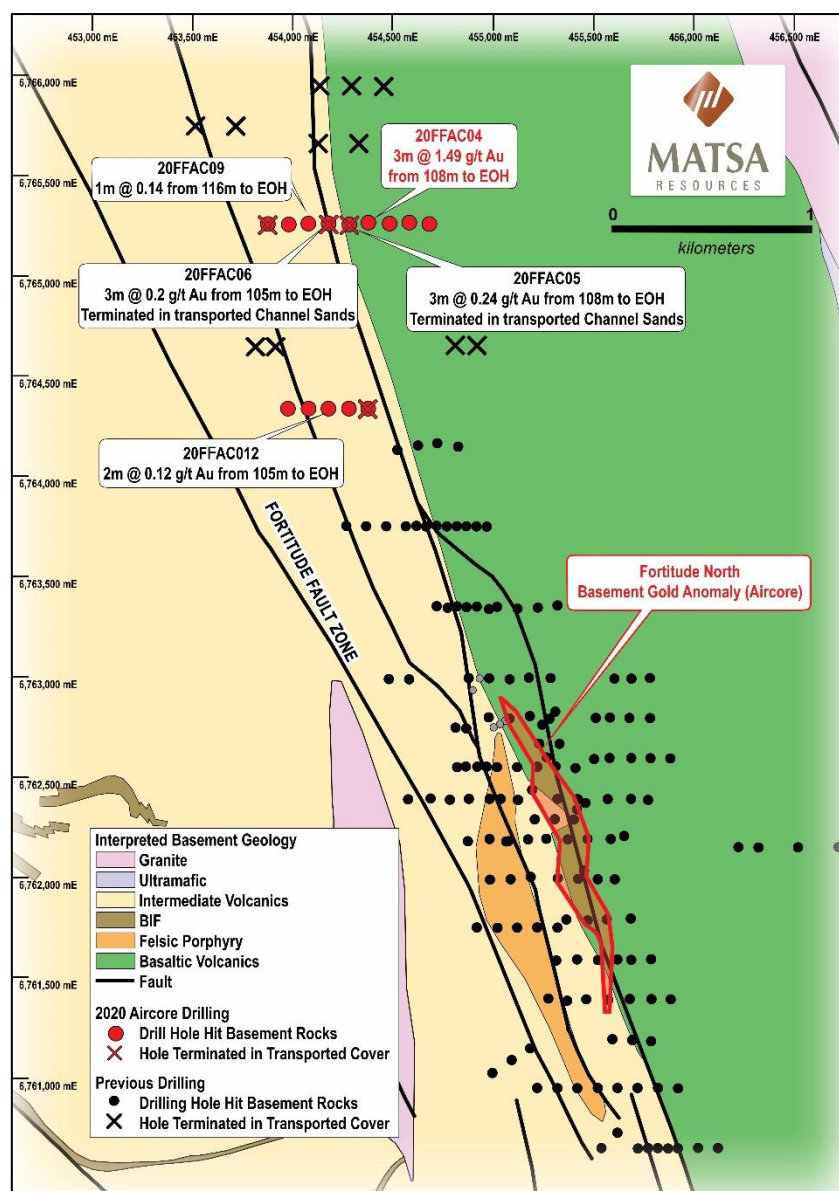 453,000 mE
453,500 mE
454,000 mE
454,500 mE
455,000 mE
455,500 mE
456,000 mE
456,500 mE
6,766,000 mE
6,765,500 mE
6,765,000 mE
6,764,500 mE
6,764,000 mE
6,763,500 mE
6,763,000 mE
6,762,500 mE
6,762,000 mE
6,761,500 mE
6,761,000 mE
MATSA
RESOURCES
0
1
kilometers
20FFAC09
1m @ 0.14 from 116m to EOH
20FFAC04
3m @ 1.49 g/t Au
from 108m to EOH
20FFAC06
3m @ 0.2 g/t Au from 105m to EOH
Terminated in transported Channel Sands
20FFAC05
3m @ 0.24 g/t Au from 108m to EOH
Terminated in transported Channel Sands
20FFAC012
2m @ 0.12 g/t Au from 105m to EOH
FORTITUDE FAULT ZONE
Fortitude North
Basement Gold Anomaly (Aircore)
Interpreted Basement Geology
Granite
Ultramafic
Intermediate Volcanics
BIF
Felsic Porphyry
Basaltic Volcanics
Fault
2020 Aircore Drilling
Drill Hole Hit Basement Rocks
Hole Terminated in Transported Cover
Previous Drilling
Drilling Hole Hit Basement Rocks
Hole Terminated in Transported Cover